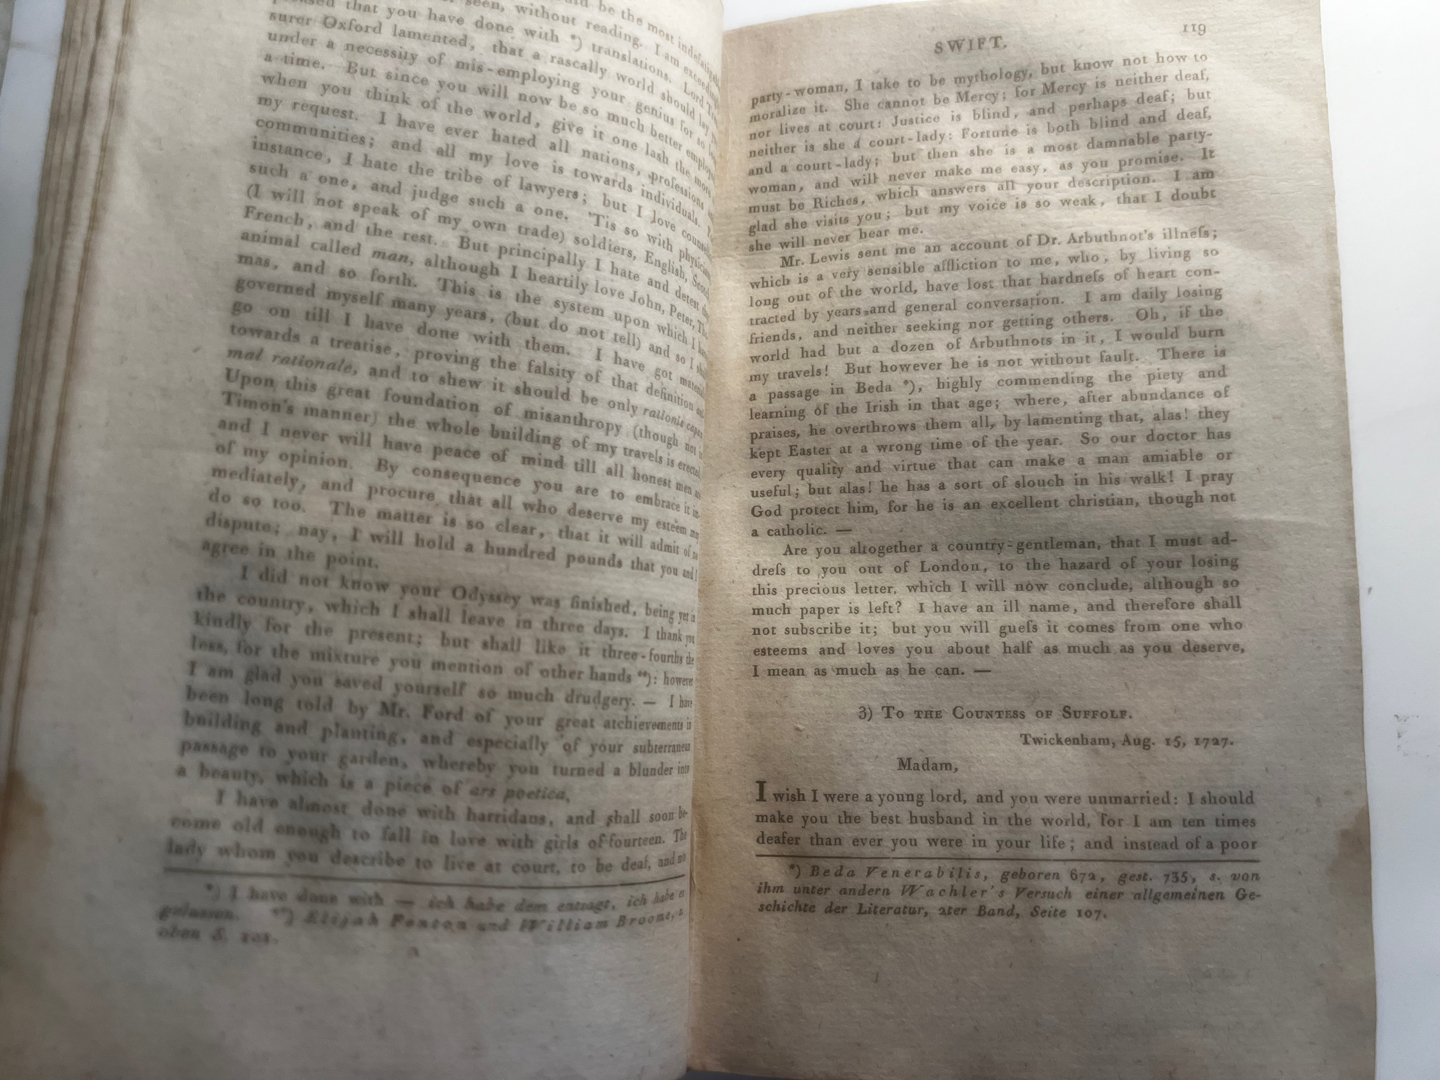 be the most
seen, without reading. I am
that you have done with *) translations. Lord
surer Oxford lamented, that a rascally world should lay
under a necessity of mis-employing your genius for so
a time. But since you will now be so much better
when you think of the world, give it one lash the more
my request. I have ever hated all nations, professions
communities; and all my love is towards individuals.
instance, I hate the tribe of lawyers; but I love
such a one, and judge such a one. 'Tis so with
(I will not speak of my own trade) soldiers, English,
French, and the rest. But principally I hate and detest
animal called man, although I heartily love John, Peter,
mas, and so forth. This is the system upon which I
governed myself many years, (but do not tell) and so I
go on till I have done with them. I have got
towards a treatise, proving the falsity of that definition
mal rationale, and to shew it should be only rationis
Upon this great foundation of misanthropy (though not
Timon's manner) the whole building of my travels is
and I never will have peace of mind till all honest men
of my opinion. By consequence you are to embrace it
mediately, and procure that all who deserve my esteem
do so too. The matter is so clear, that it will admit of
dispute; nay, I will hold a hundred pounds that you and
agree in the point.
I did not know your Odyssey was finished, being yet
the country, which I shall leave in three days. I thank you
kindly for the present; but shall like it three-fourths the
less, for the mixture you mention of other hands **): however
I am glad you saved yourself so much drudgery. — I have
been long told by Mr. Ford of your great atchievements in
building and planting, and especially of your subterranean
passage to your garden, whereby you turned a blunder into
a beauty, which is a piece of ars poetica,
I have almost done with harridans, and shall soon be-
come old enough to fall in love with girls of fourteen. The
lady whom you describe to live at court, to be deaf, and no
*) I have done with — ich habe dem entsagt, ich habe es
gelassen. **) Elijah Fenton und William Broome, s.
oben S. 101.
SWIFT. 119
party-woman, I take to be mythology, but know not how to
moralize it. She cannot be Mercy; for Mercy is neither deaf,
nor lives at court: Justice is blind, and perhaps deaf; but
neither is she a court-lady: Fortune is both blind and deaf,
and a court-lady; but then she is a most damnable party-
woman, and will never make me easy, as you promise. It
must be Riches, which answers all your description. I am
glad she visits you; but my voice is so weak, that I doubt
she will never hear me.
Mr. Lewis sent me an account of Dr. Arbuthnot's illnefs;
which is a very sensible affliction to me, who, by living so
long out of the world, have lost that hardnefs of heart con-
tracted by years and general conversation. I am daily losing
friends, and neither seeking nor getting others. Oh, if the
world had but a dozen of Arbuthnots in it, I would burn
my travels! But however he is not without fault. There is
a passage in Beda *), highly commending the piety and
learning of the Irish in that age; where, after abundance of
praises, he overthrows them all, by lamenting that, alas! they
kept Easter at a wrong time of the year. So our doctor has
every quality and virtue that can make a man amiable or
useful; but alas! he has a sort of slouch in his walk! I pray
God protect him, for he is an excellent christian, though not
a catholic. —
Are you altogether a country-gentleman, that I must ad-
drefs to you out of London, to the hazard of your losing
this precious letter, which I will now conclude, although so
much paper is left? I have an ill name, and therefore shall
not subscribe it; but you will guefs it comes from one who
esteems and loves you about half as much as you deserve,
I mean as much as he can. —
3) To the Countess of Suffolf.
Twickenham, Aug. 15, 1727.
Madam,
I wish I were a young lord, and you were unmarried: I should
make you the best husband in the world, for I am ten times
deafer than ever you were in your life; and instead of a poor
*) Beda Venerabilis, geboren 672, gest. 735, s. von
ihm unter andern Wachler's Versuch einer allgemeinen Ge-
schichte der Literatur, 2ter Band, Seite 107.